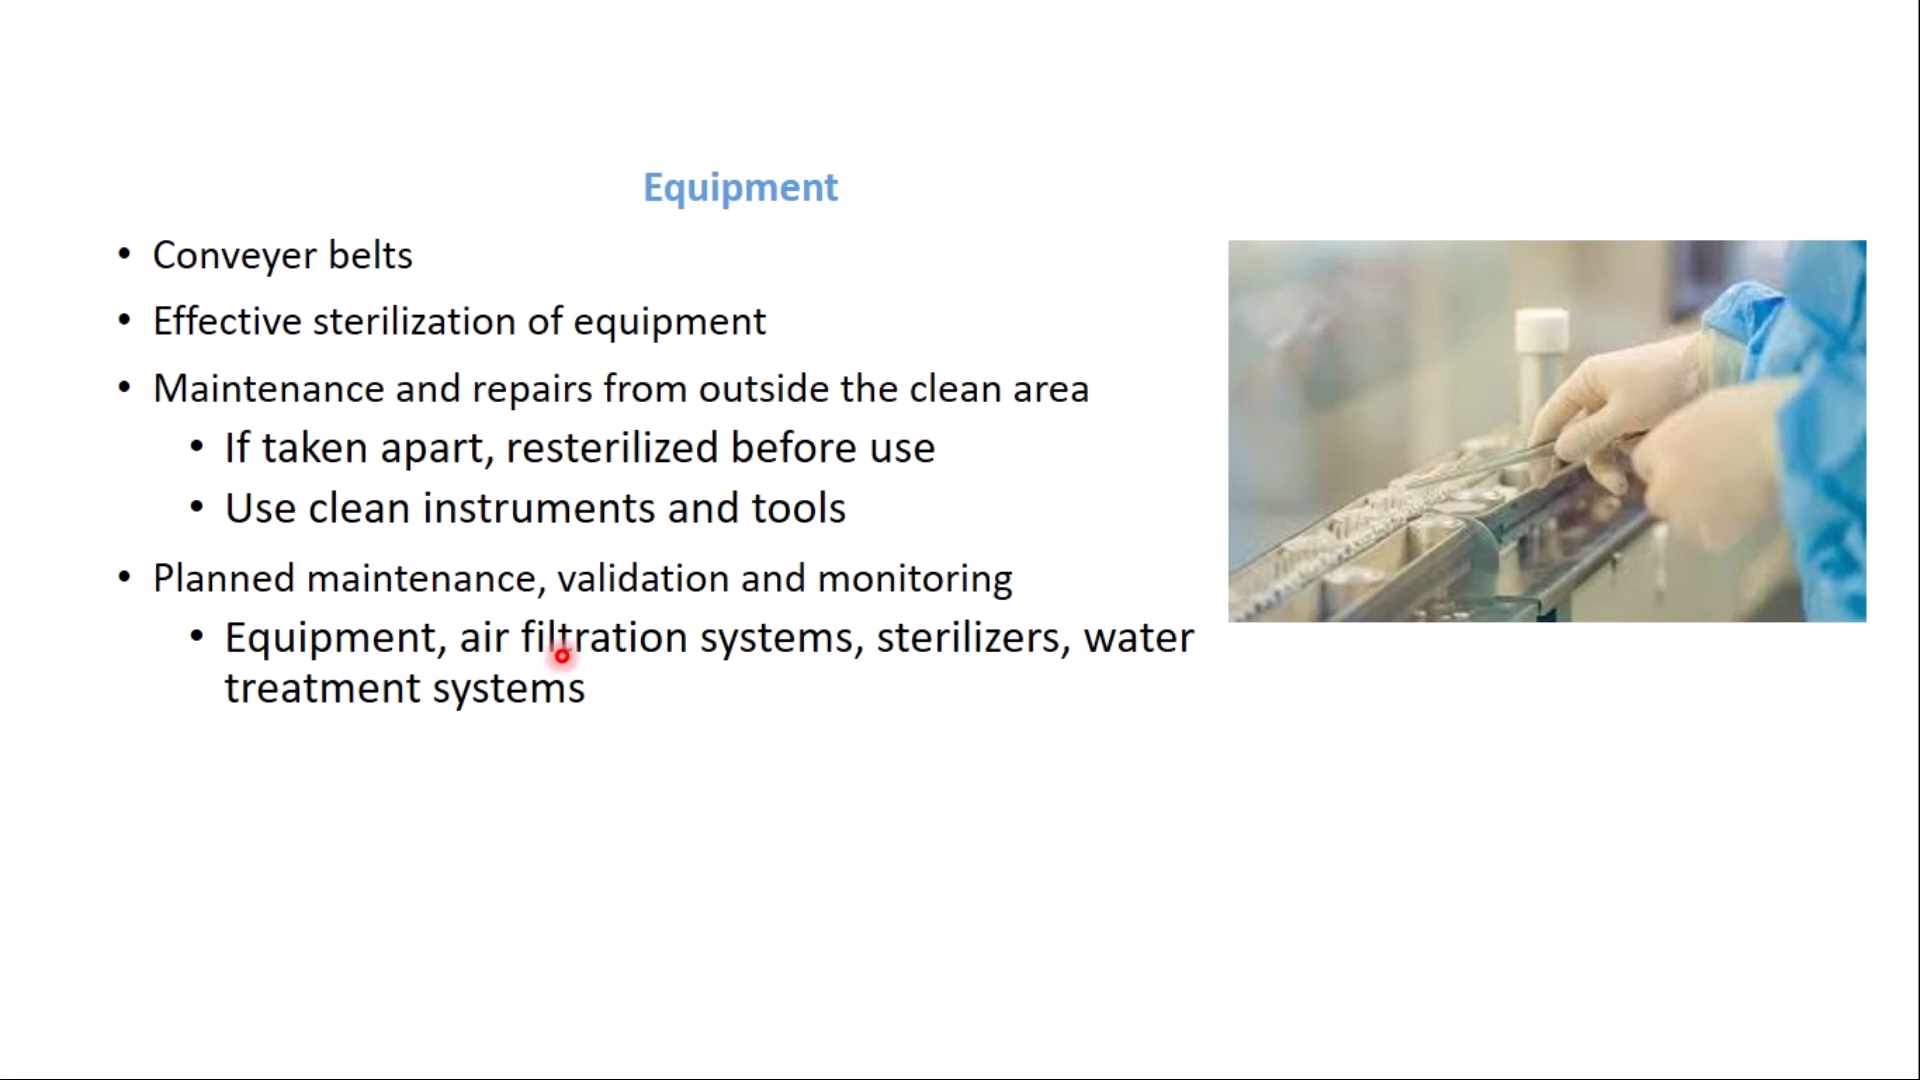 Equipment
• Conveyer belts
• Effective sterilization of equipment
• Maintenance and repairs from outside the clean area
• If taken apart, resterilized before use
• Use clean instruments and tools
• Planned maintenance, validation and monitoring
• Equipment, air filtration systems, sterilizers, water
treatment systems